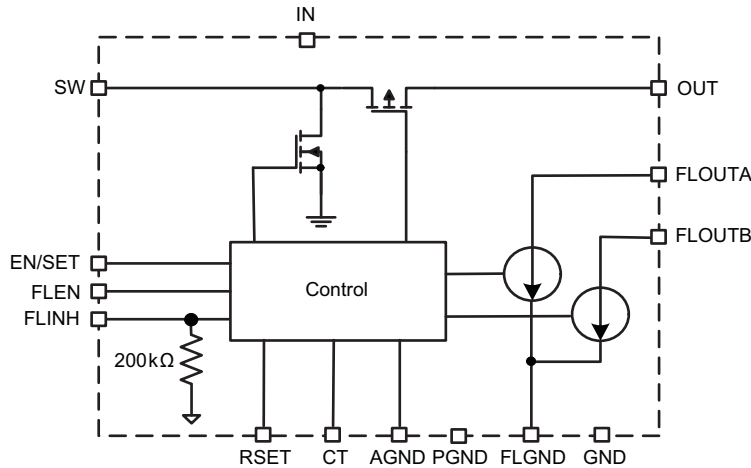 IN
SW
OUT
FLOUTA
FLOUTB
EN/SET
FLEN
FLINH
Control
200kΩ
RSET
CT
AGND
PGND
FLGND
GND